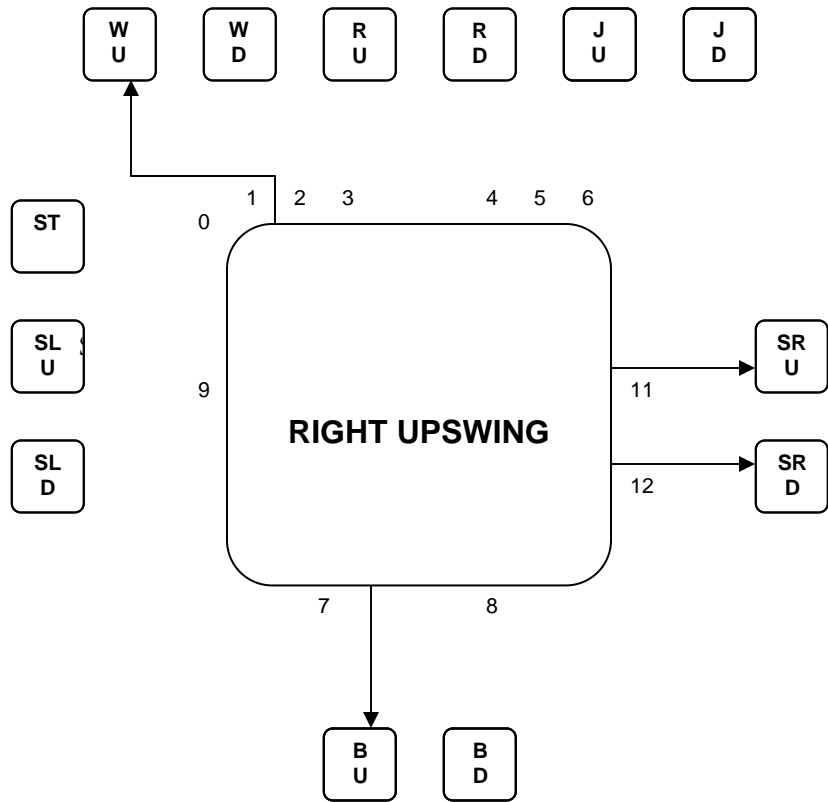 W W R R J J
U D U D U D
1 2 3 4 5 6
0
ST
SL
U
SR
U
9
11
RIGHT UPSWING
SL
D
SR
D
12
7 8
B B
U D